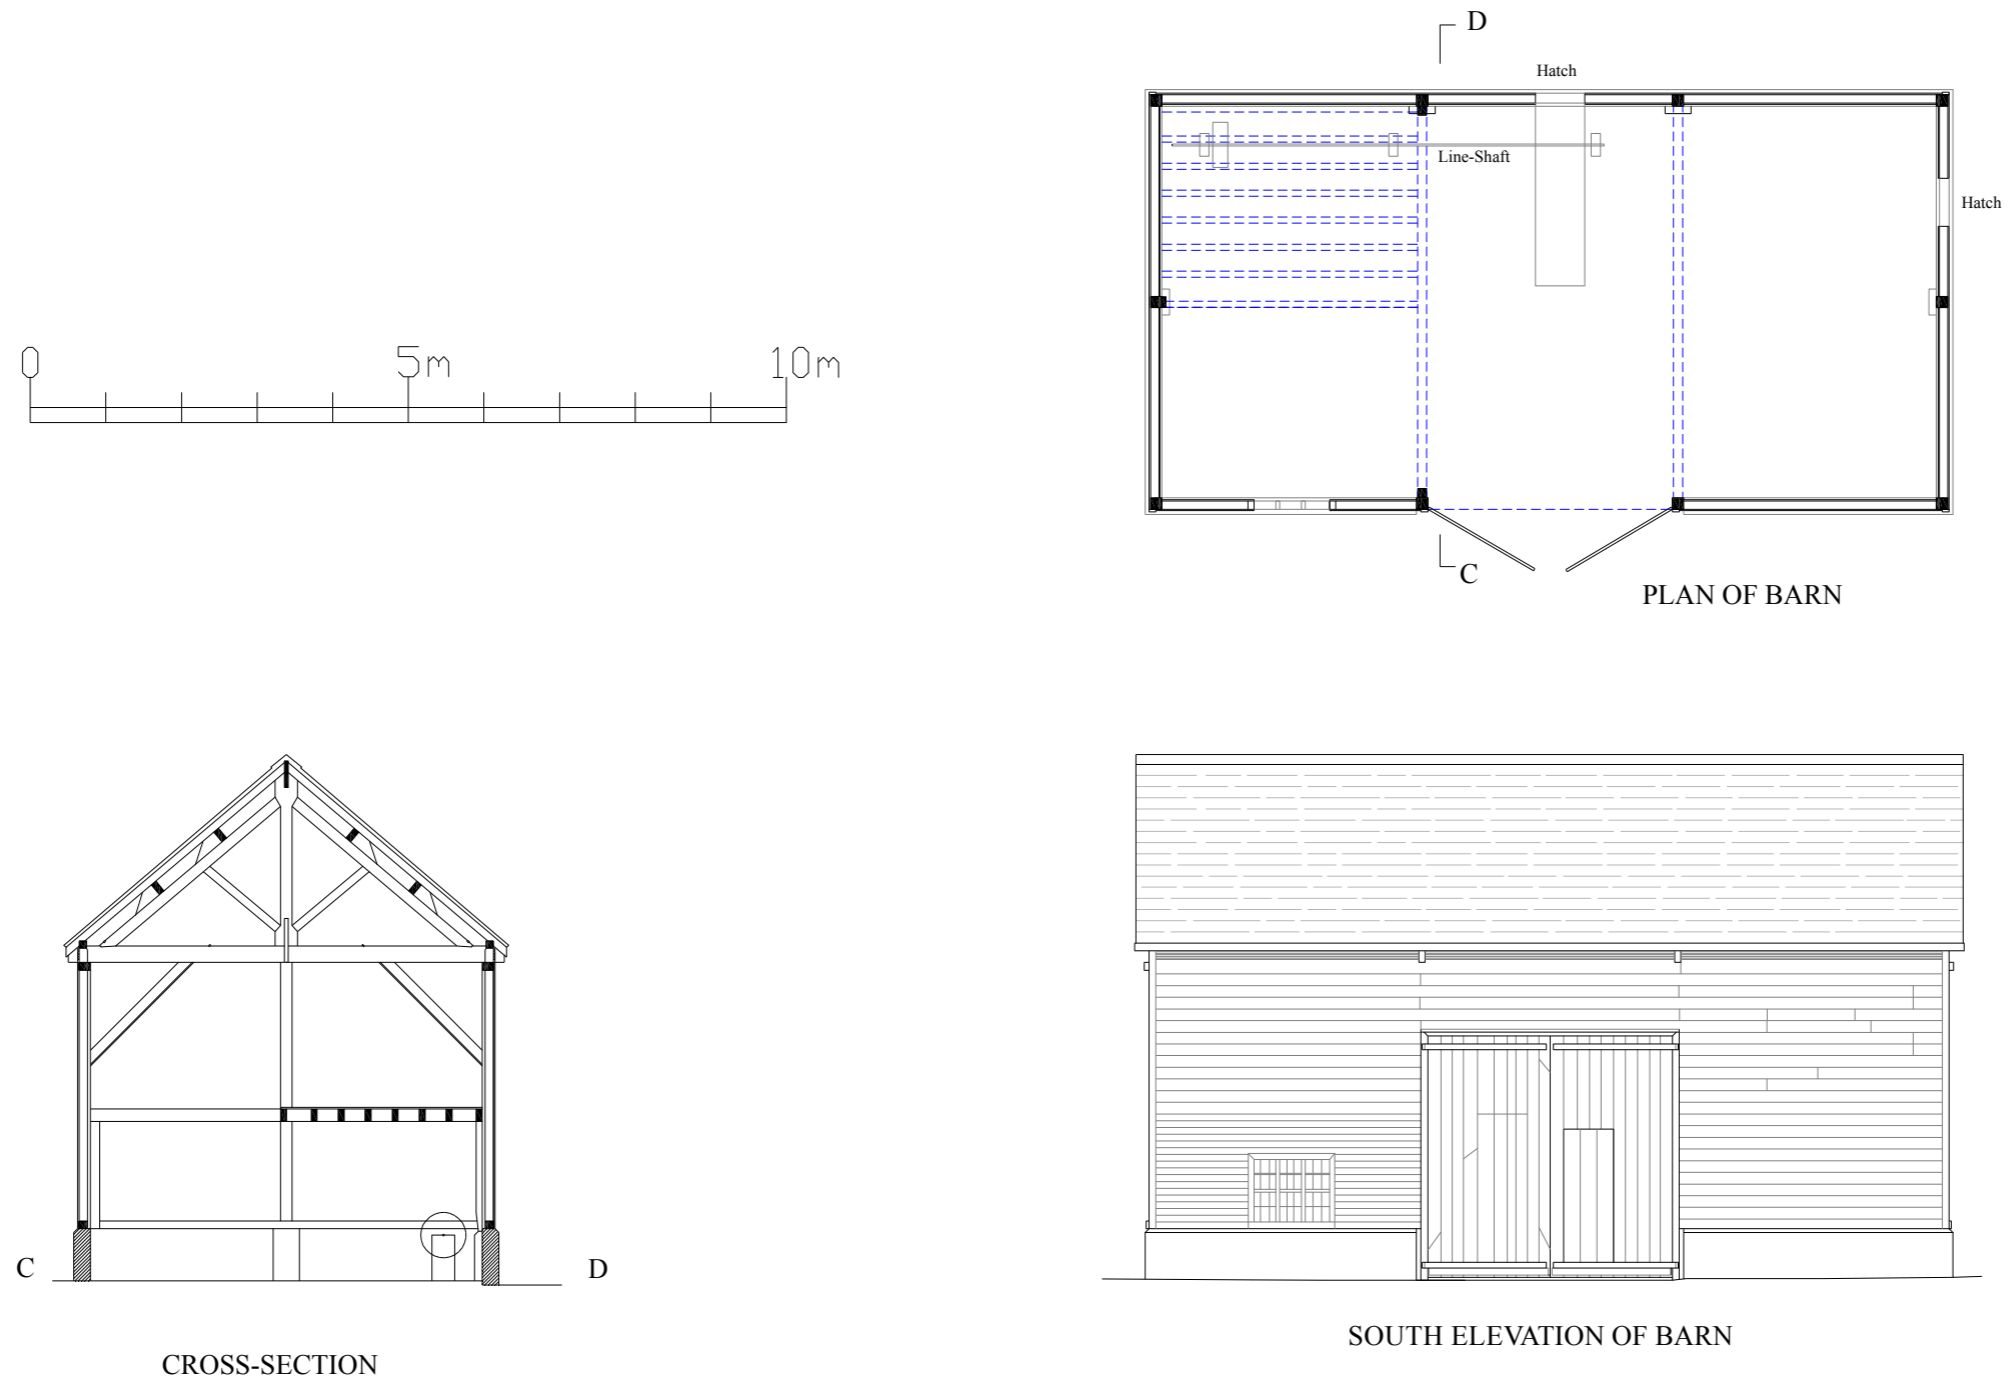 D
Hatch
Line-Shaft
Hatch
0 5m 10m
C
PLAN OF BARN
C D
CROSS-SECTION
SOUTH ELEVATION OF BARN